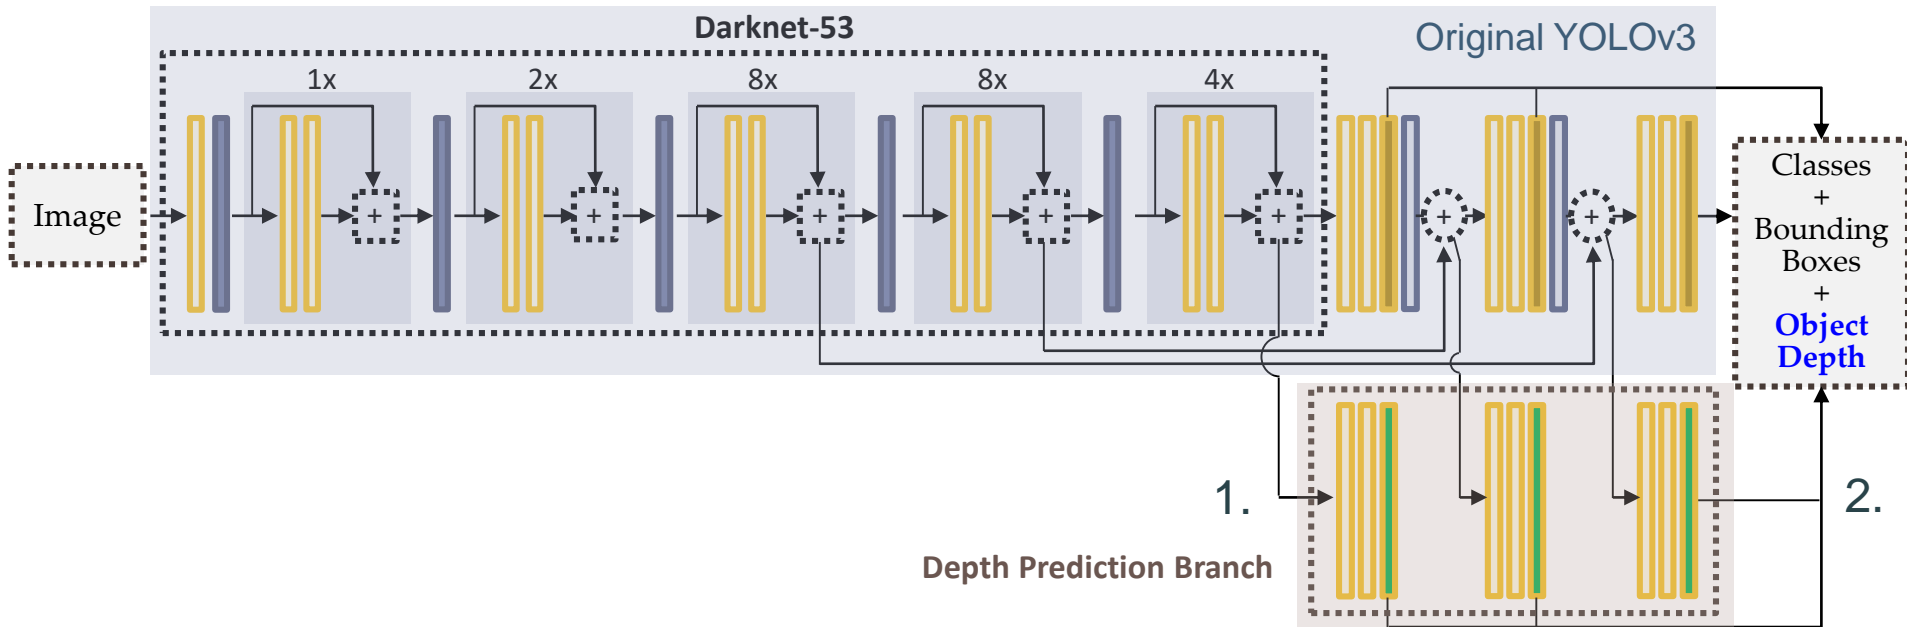 Darknet-53
Original YOLOv3
1x
2x
8x
8x
4x
Image
+
+
+
+
+
+
+
Classes
+
Bounding
Boxes
+
Object
Depth
1.
2.
Depth Prediction Branch